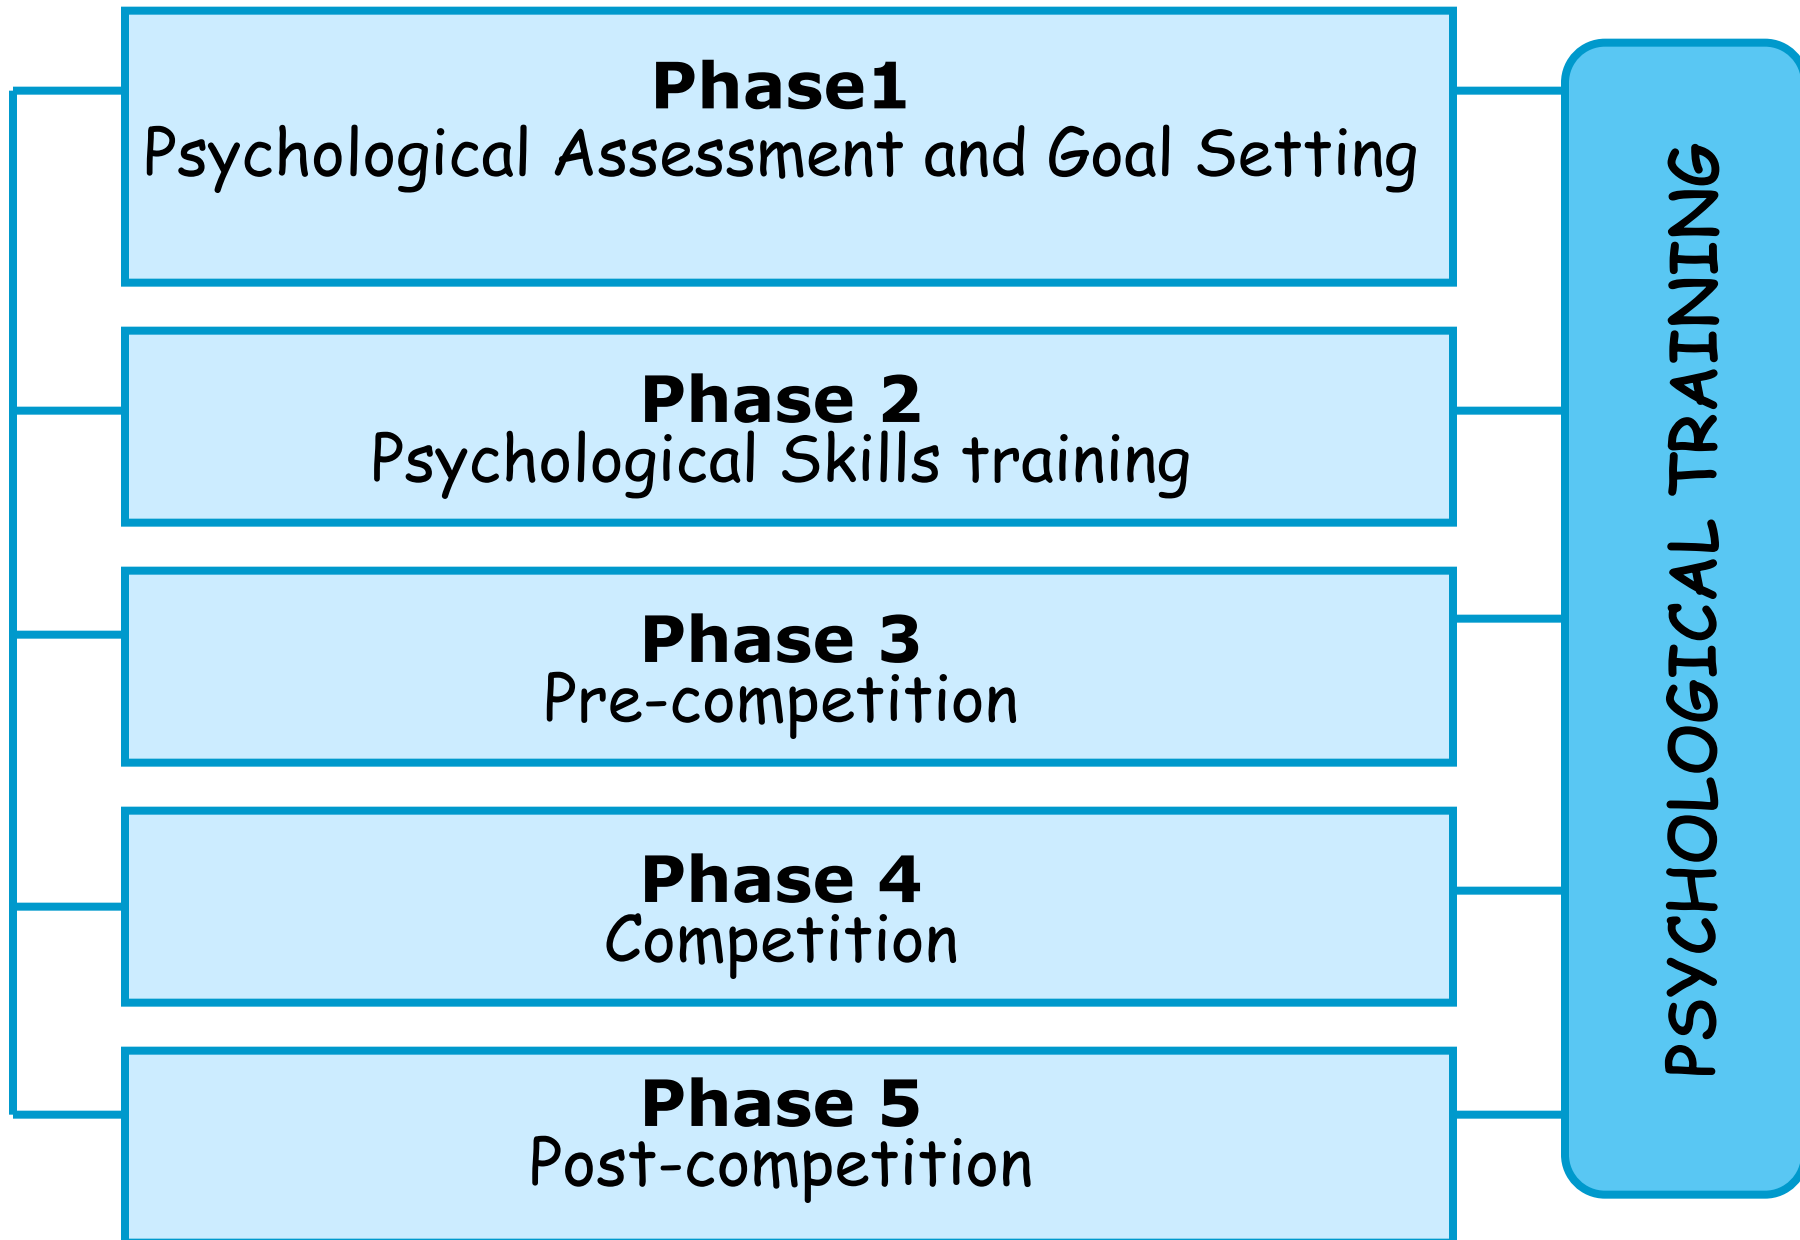 Phase1
Psychological Assessment and Goal Setting
Phase 2
Psychological Skills training
Phase 3
Pre-competition
Phase 4
Competition
Phase 5
Post-competition
PSYCHOLOGICAL TRAINING